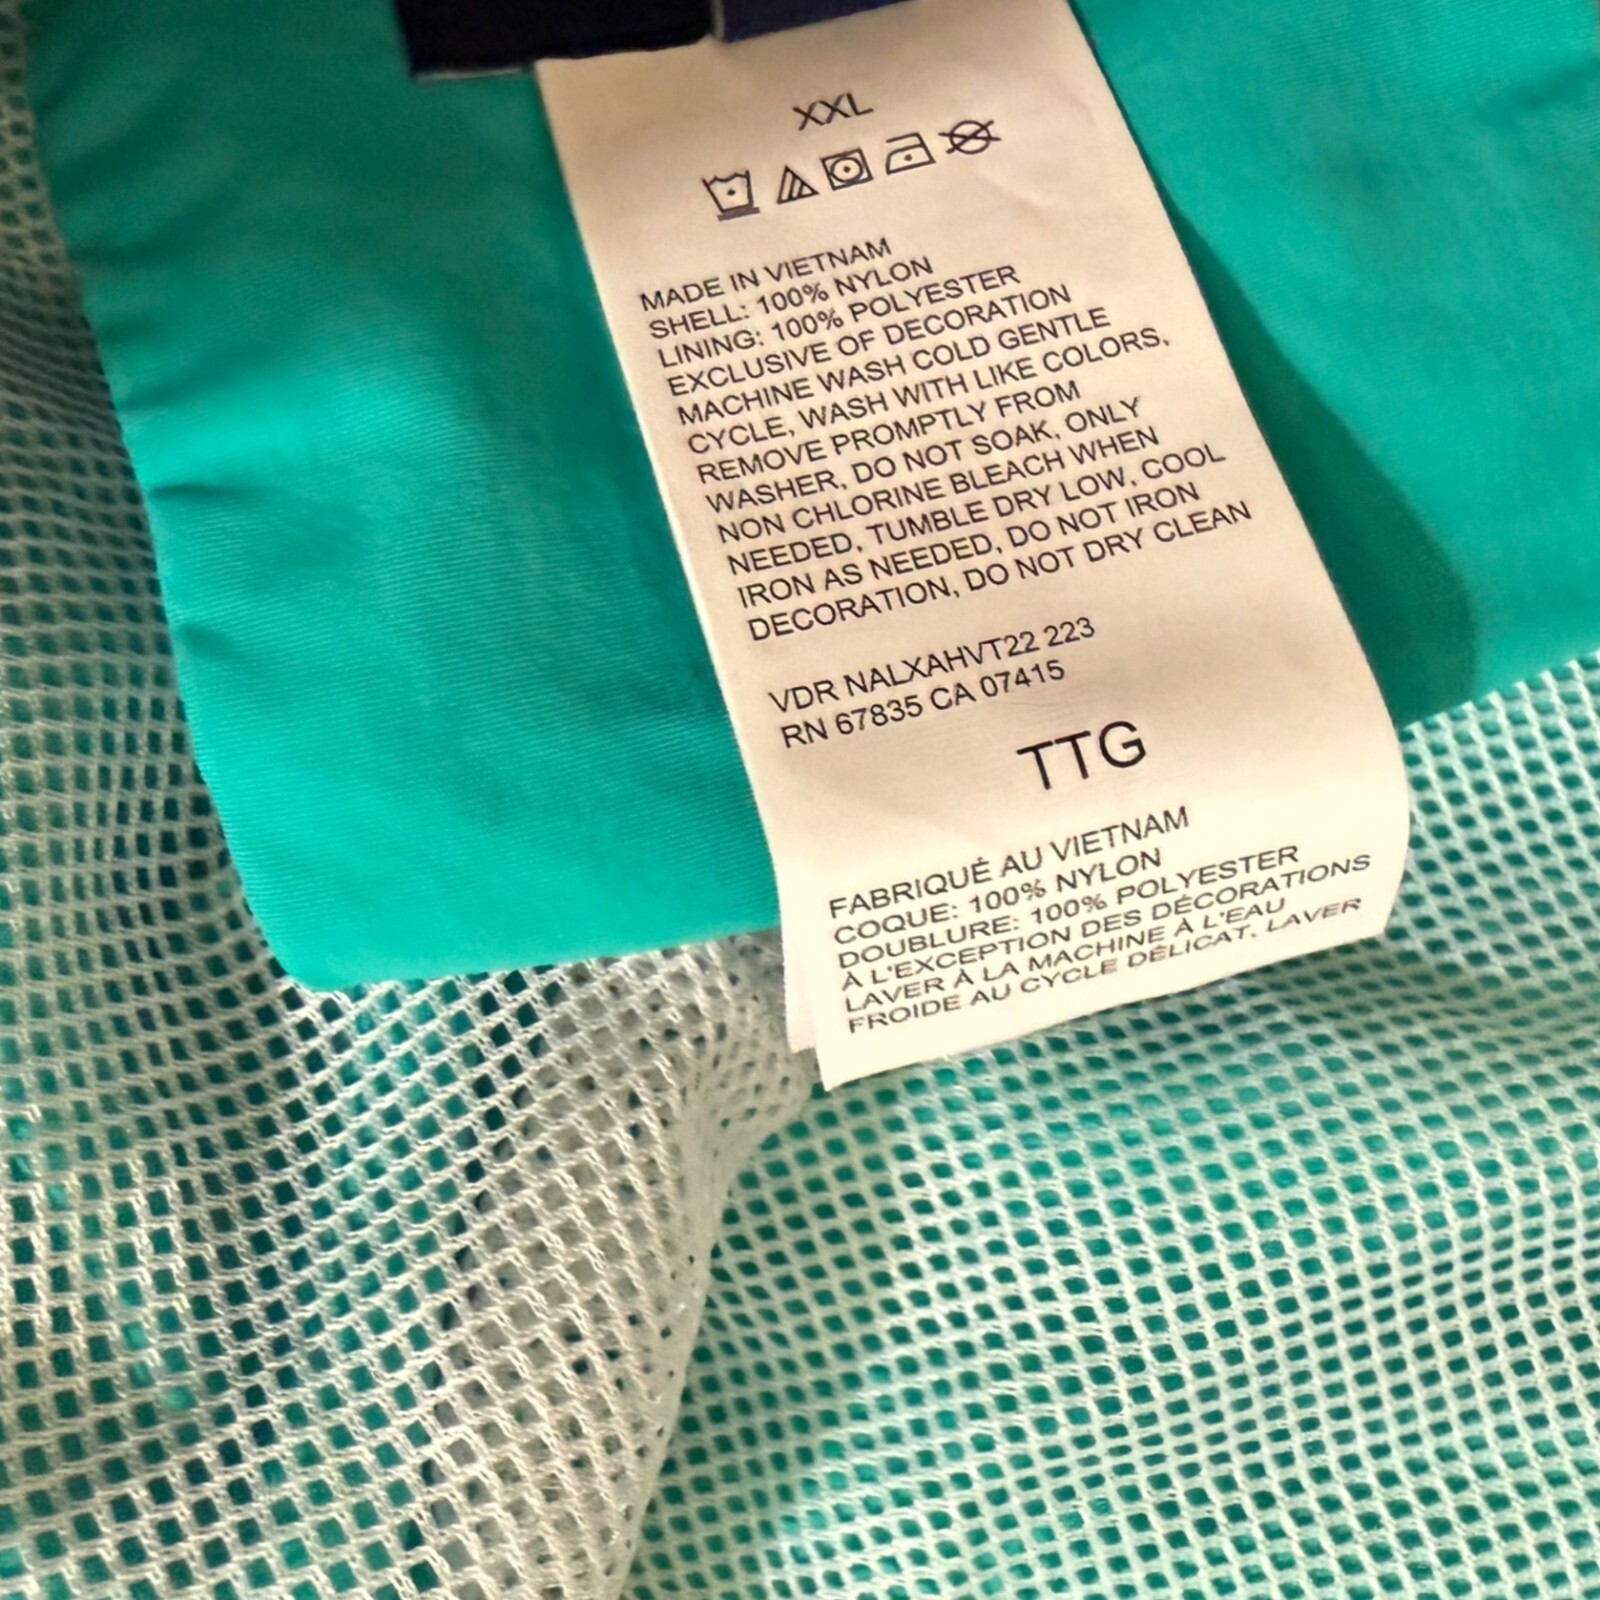 XXL
MADE IN VIETNAM
SHELL: 100% NYLON
LINING: 100% POLYESTER
EXCLUSIVE OF DECORATION
MACHINE WASH COLD GENTLE
CYCLE, WASH WITH LIKE COLORS,
REMOVE PROMPTLY FROM
WASHER, DO NOT SOAK, ONLY
NON CHLORINE BLEACH WHEN
NEEDED, TUMBLE DRY LOW, COOL
IRON AS NEEDED, DO NOT IRON
DECORATION, DO NOT DRY CLEAN
VDR NALXAHVT22 223
RN 67835 CA 07415
TTG
FABRIQUÉ AU VIETNAM
COQUE: 100% NYLON
DOUBLURE: 100% POLYESTER
À L'EXCEPTION DES DÉCORATIONS
LAVER À LA MACHINE À L'EAU
FROIDE AU CYCLE DÉLICAT, LAVER